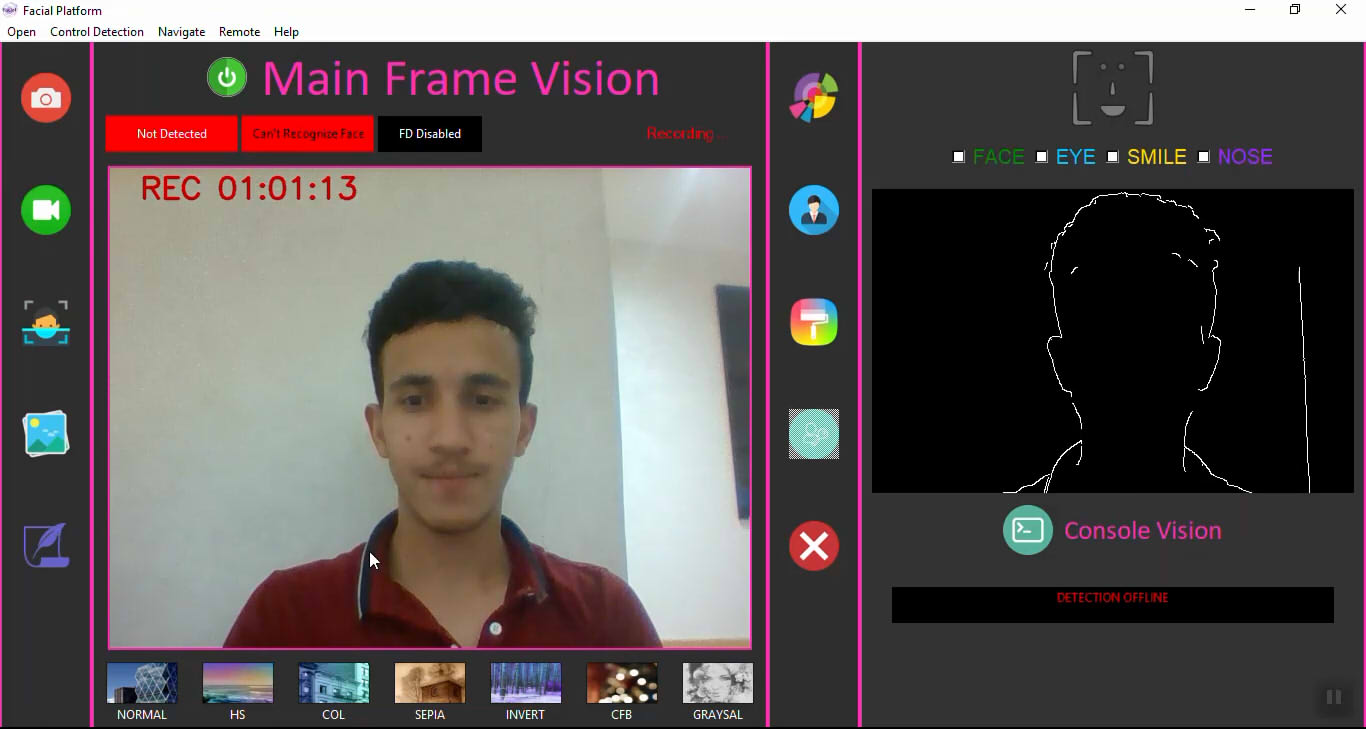 Facial Platform
Open Control Detection Navigate Remote Help
Main Frame Vision
Not Detected
Can't Recognize Face
FD Disabled
Recording...
REC 01:01:13
FACE EYE SMILE NOSE
Console Vision
DETECTION OFFLINE
NORMAL HS COL SEPIA INVERT CFB GRAYSAL